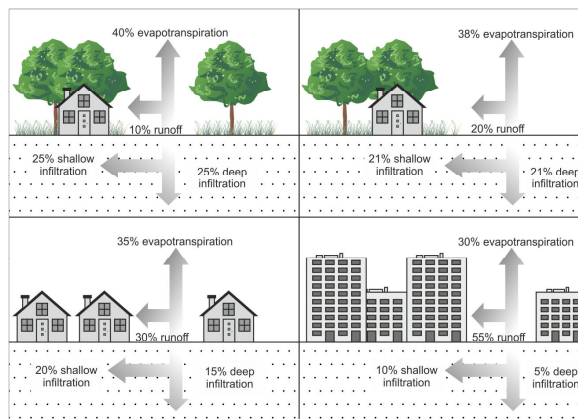 40% evapotranspiration
10% runoff
25% shallow
infiltration
25% deep
infiltration
38% evapotranspiration
20% runoff
21% shallow
infiltration
21% deep
infiltration
35% evapotranspiration
30% runoff
20% shallow
infiltration
15% deep
infiltration
30% evapotranspiration
55% runoff
10% shallow
infiltration
5% deep
infiltration